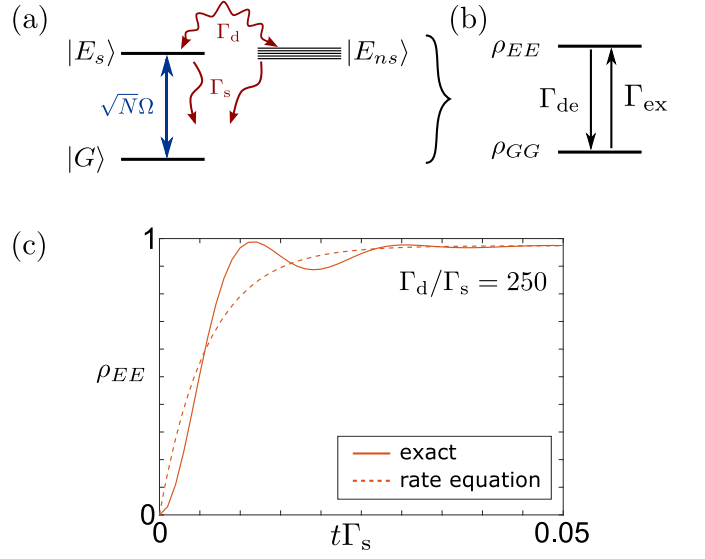 (a)
Γ_d
(b)
|E_s⟩
|E_ns⟩
ρ_EE
Γ_s
√NΩ
Γ_de
Γ_ex
|G⟩
ρ_GG
(c)
1
Γ_d/Γ_s = 250
ρ_EE
exact
rate equation
0
0
tΓ_s
0.05